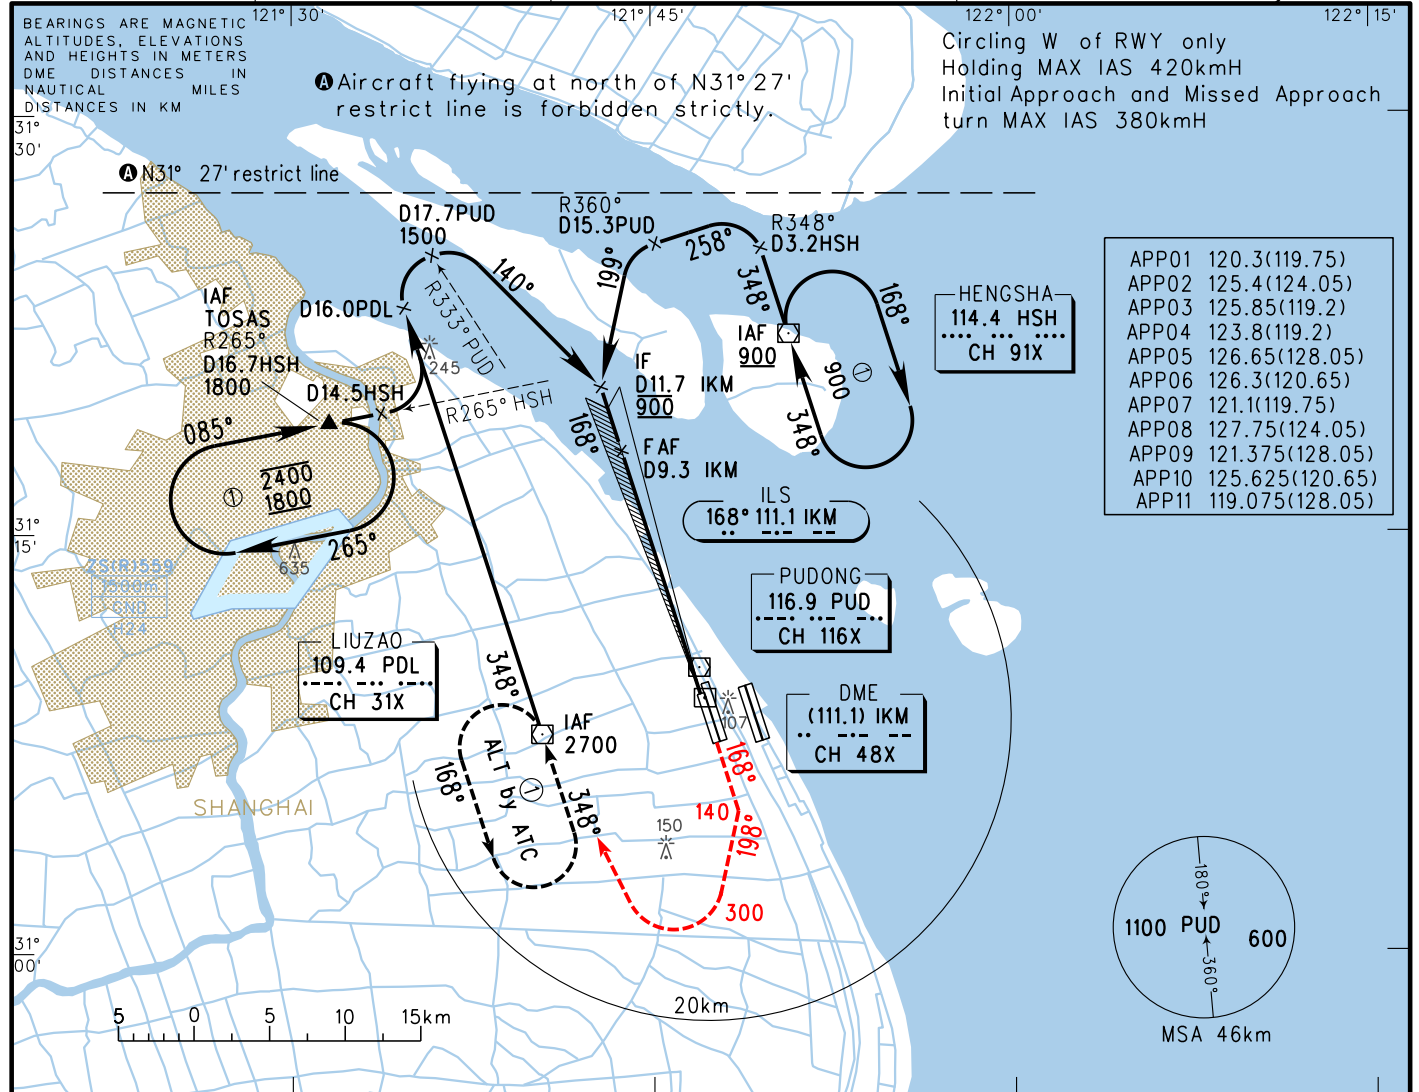 BEARINGS ARE MAGNETIC
ALTITUDES, ELEVATIONS
AND HEIGHTS IN METERS
DME DISTANCES IN
NAUTICAL MILES
DISTANCES IN KM
121° 30'
121° 45'
122° 00'
122° 15'
A Aircraft flying at north of N31° 27'
restrict line is forbidden strictly.
Circling W of RWY only
Holding MAX IAS 420kmH
Initial Approach and Missed Approach
turn MAX IAS 380kmH
31°
30'
A N31° 27' restrict line
D17.7PUD
1500
R360°
D15.3PUD
258°
R348°
D3.2HSH
199°
140°
348°
168°
R333° PUD
D16.0PDL
IAF
TOSAS
R265°
D16.7HSH
1800
245
D14.5HSH
R265° HSH
IAF
900
900
1
348°
HENGSHA
114.4 HSH
CH 91X
APP01 120.3(119.75)
APP02 125.4(124.05)
APP03 125.85(119.2)
APP04 123.8(119.2)
APP05 126.65(128.05)
APP06 126.3(120.65)
APP07 121.1(119.75)
APP08 127.75(124.05)
APP09 121.375(128.05)
APP10 125.625(120.65)
APP11 119.075(128.05)
IF
D11.7 IKM
900
168°
FAF
D9.3 IKM
085°
2400
1800
1
265°
635
31°
15'
ILS
168° 111.1 IKM
ZS(R)559
1500m
GND
H24
PUDONG
116.9 PUD
CH 116X
LIUZAO
109.4 PDL
CH 31X
348°
DME
(111.1) IKM
CH 48X
107
IAF
2700
168°
ALT by ATC
1
348°
168°
140
198°
300
150
SHANGHAI
31°
00'
20km
5 0 5 10 15km
180°
1100 PUD 600
360°
MSA 46km